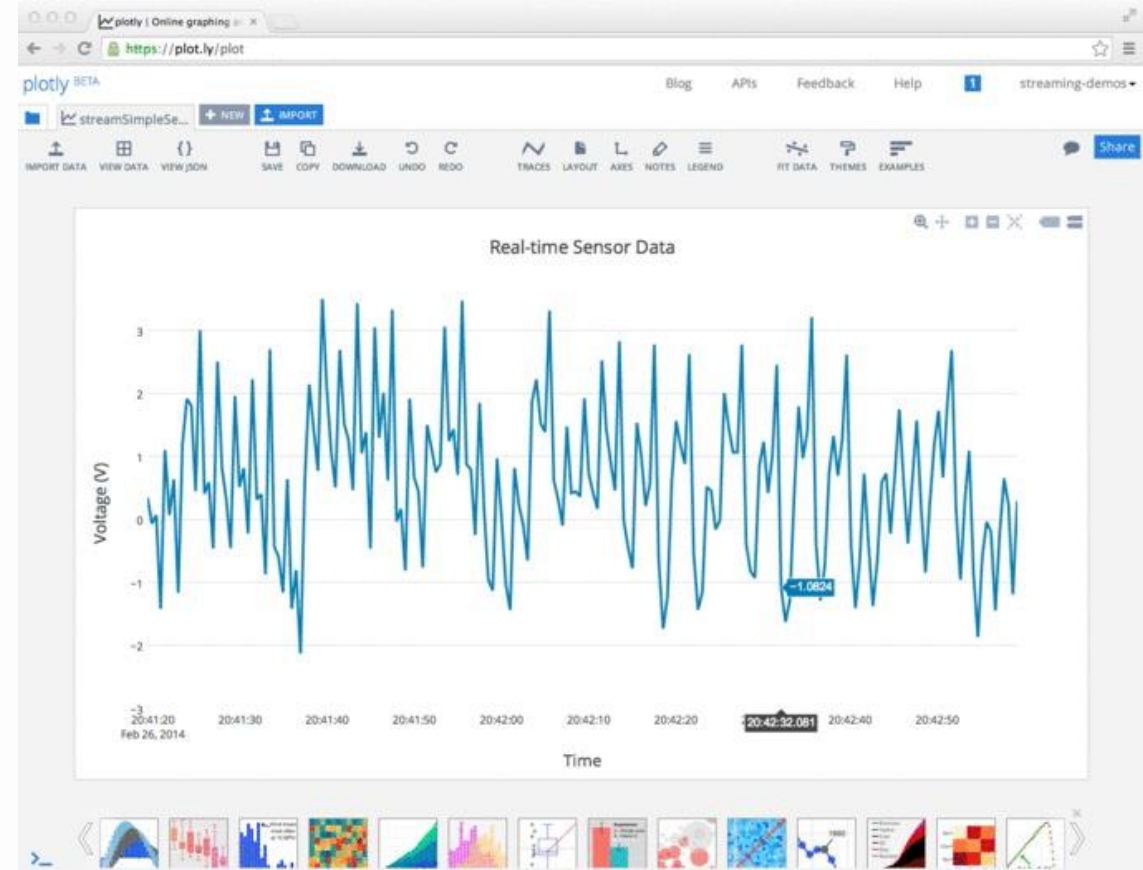 plotly | Online graphing a
https://plot.ly/plot
plotly BETA
Blog APIs Feedback Help 1 streaming-demos
streamSimpleSe... + NEW IMPORT
IMPORT DATA VIEW DATA VIEW JSON SAVE COPY DOWNLOAD UNDO REDO TRACES LAYOUT AXES NOTES LEGEND FIT DATA THEMES EXAMPLES Share
Real-time Sensor Data
3
2
1
0
−1
−2
−3
Voltage (V)
−1.0824
20:41:20 20:41:30 20:41:40 20:41:50 20:42:00 20:42:10 20:42:20 20:42:32.081 20:42:40 20:42:50
Feb 26, 2014
Time